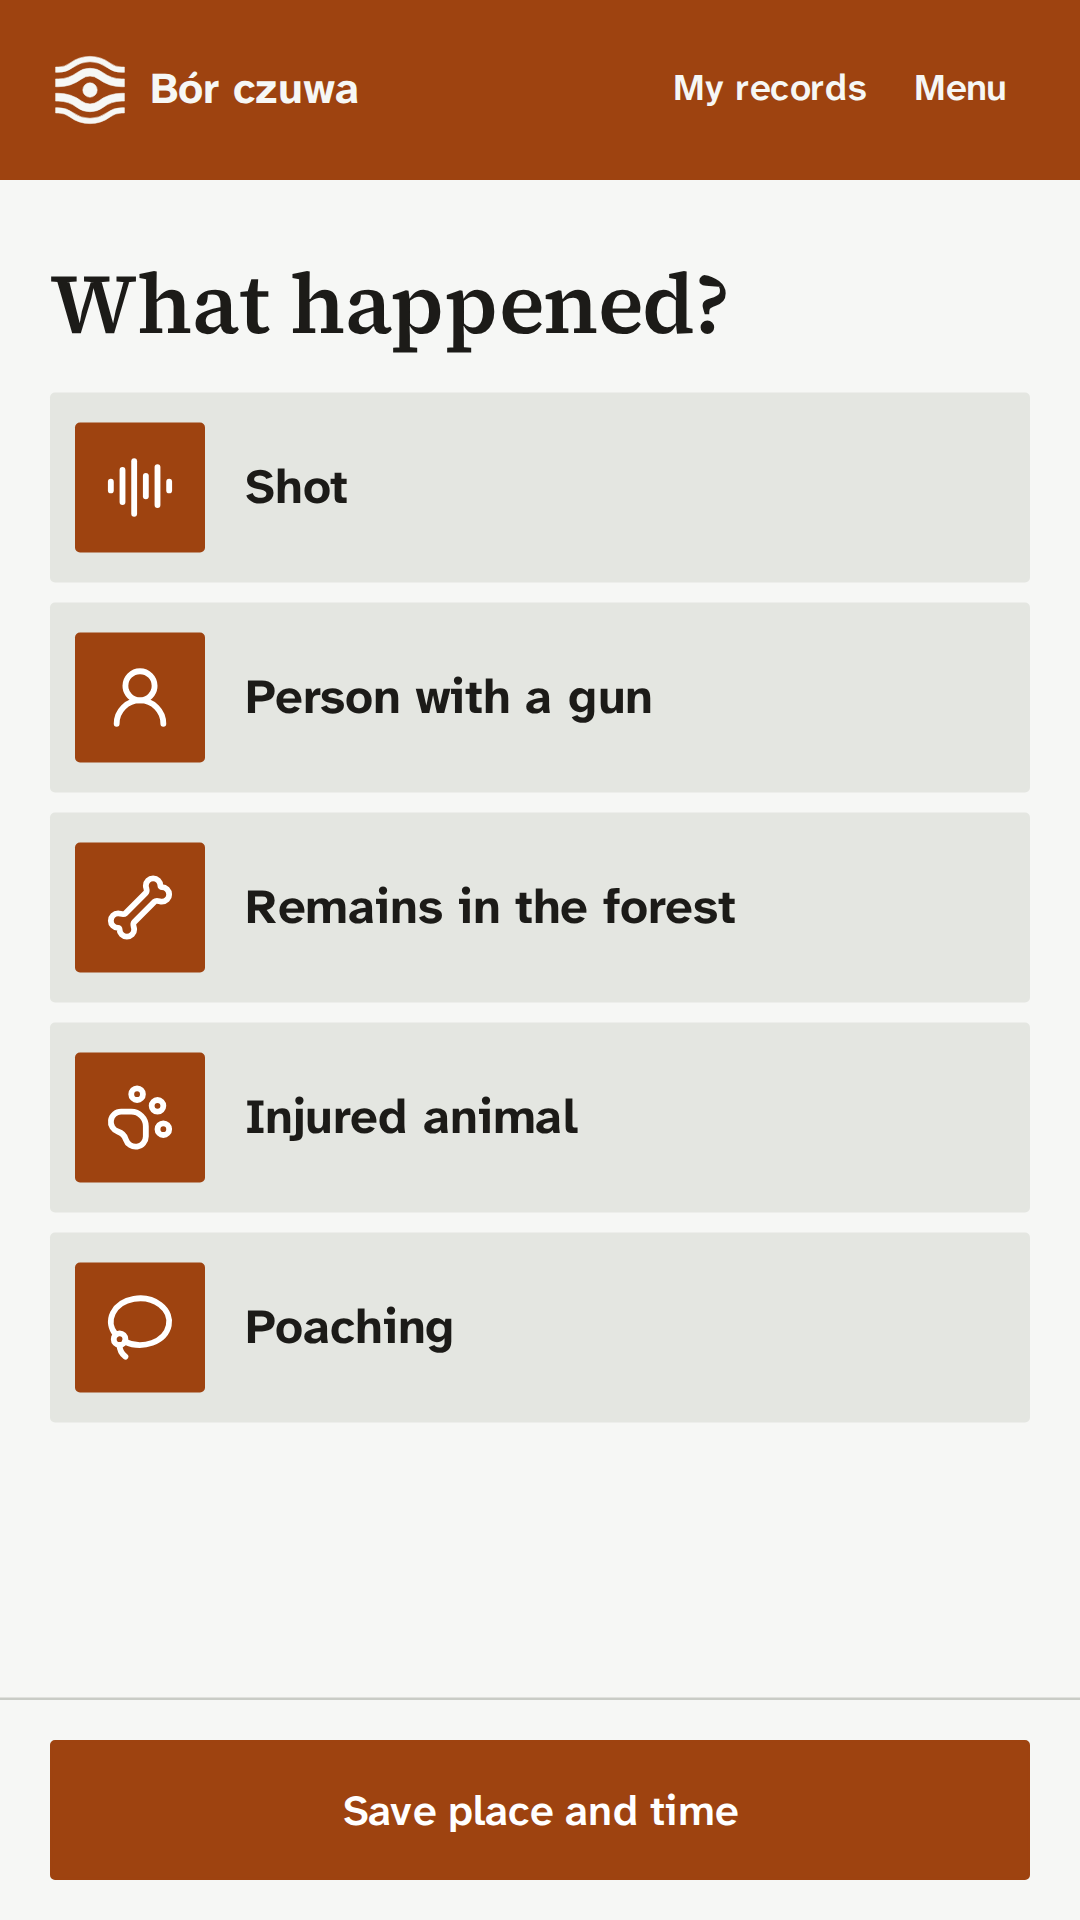 Bór czuwa
My records
Menu
What happened?
Shot
Person with a gun
Remains in the forest
Injured animal
Poaching
Save place and time